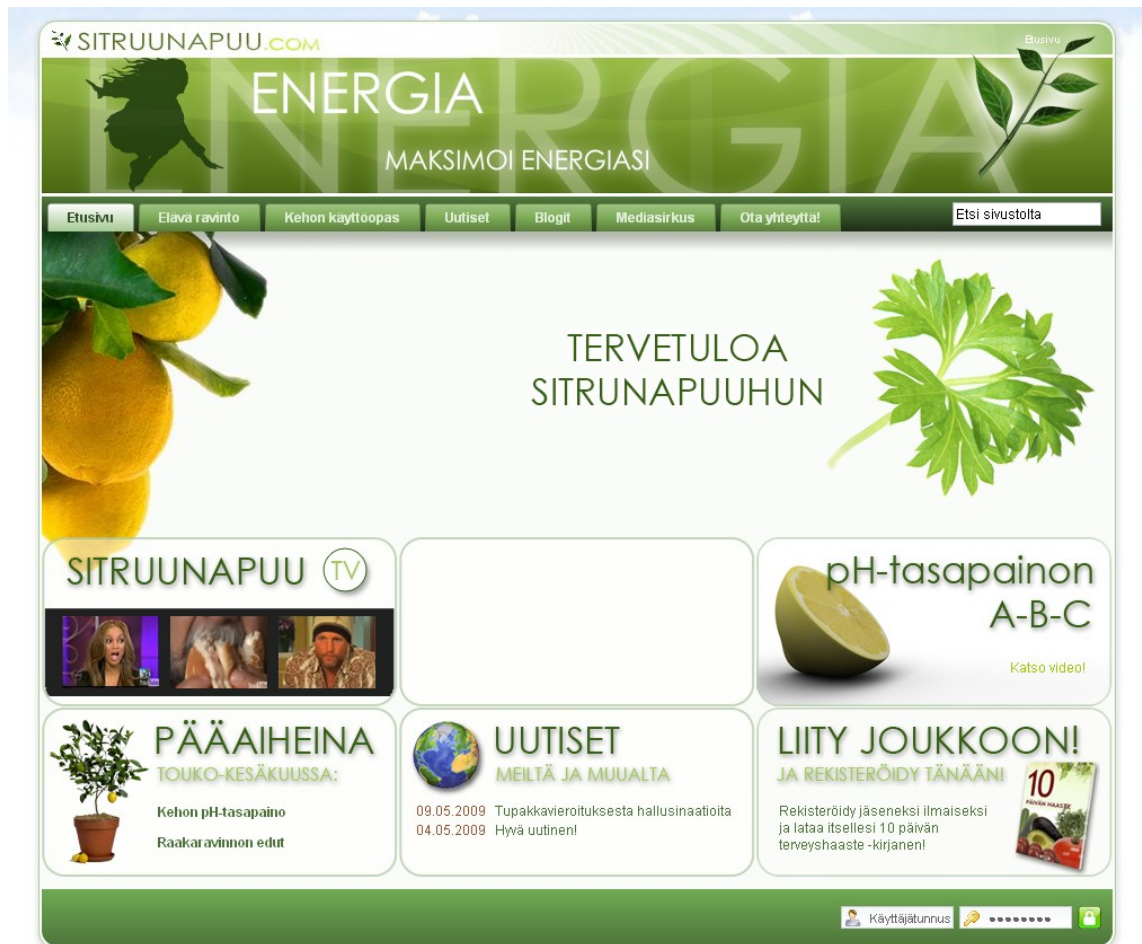 SITRUUNAPUU.COM
Etusivu
ENERGIA
ENERGIA
MAKSIMOI ENERGIASI
Etusivu
Elävä ravinto
Kehon käyttöopas
Uutiset
Blogit
Mediasirkus
Ota yhteyttä!
Etsi sivustolta
TERVETULOA
SITRUNAPUUHUN
SITRUUNAPUU TV
pH-tasapainon
A-B-C
Katso video!
PÄÄAIHEINA
TOUKO-KESÄKUUSSA:
Kehon pH-tasapaino
Raakaravinnon edut
UUTISET
MEILTÄ JA MUUALTA
09.05.2009 Tupakkavieroituksesta hallusinaatioita
04.05.2009 Hyvä uutinen!
LIITY JOUKKOON!
JA REKISTERÖIDY TÄNÄÄN!
Rekisteröidy jäseneksi ilmaiseksi
ja lataa itsellesi 10 päivän
terveyshaaste -kirjanen!
10
PÄIVÄN HAASTE
Käyttäjätunnus